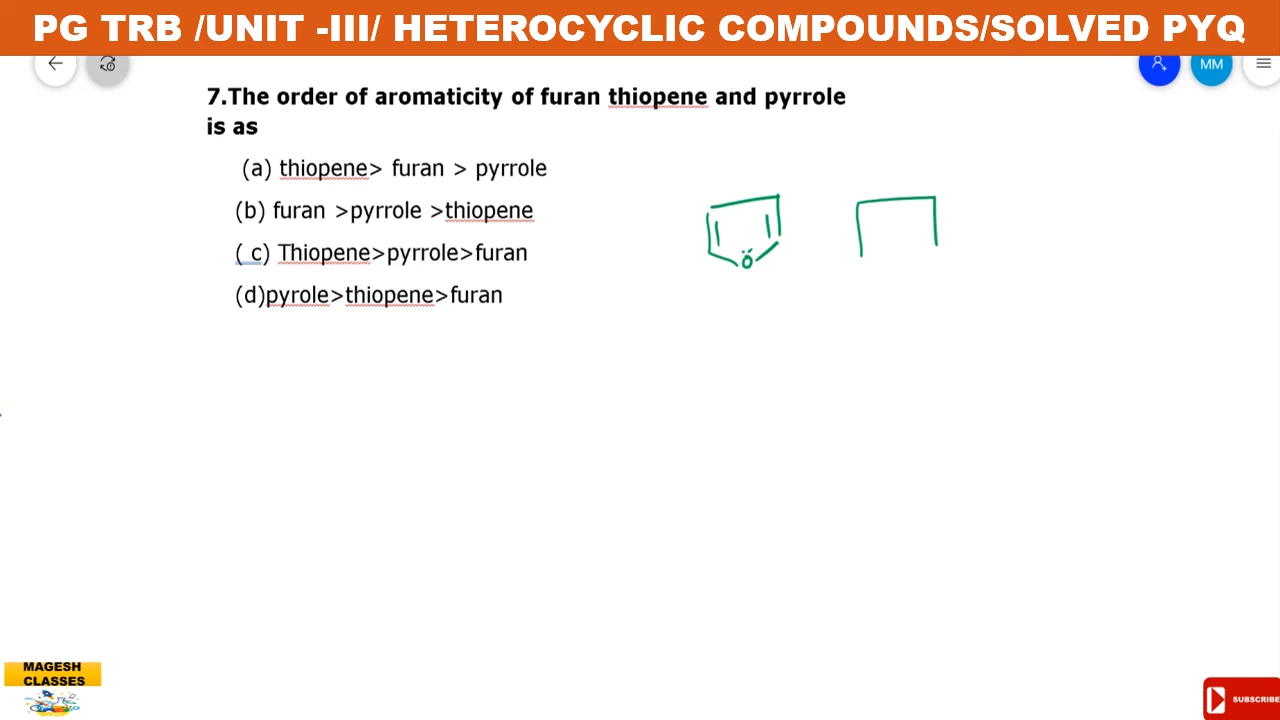 PG TRB /UNIT -III/ HETEROCYCLIC COMPOUNDS/SOLVED PYQ
MM
7.The order of aromaticity of furan thiopene and pyrrole
is as
(a) thiopene> furan > pyrrole
(b) furan >pyrrole >thiopene
( c) Thiopene>pyrrole>furan
(d)pyrole>thiopene>furan
Ö
MAGESH
CLASSES
SUBSCRIBE